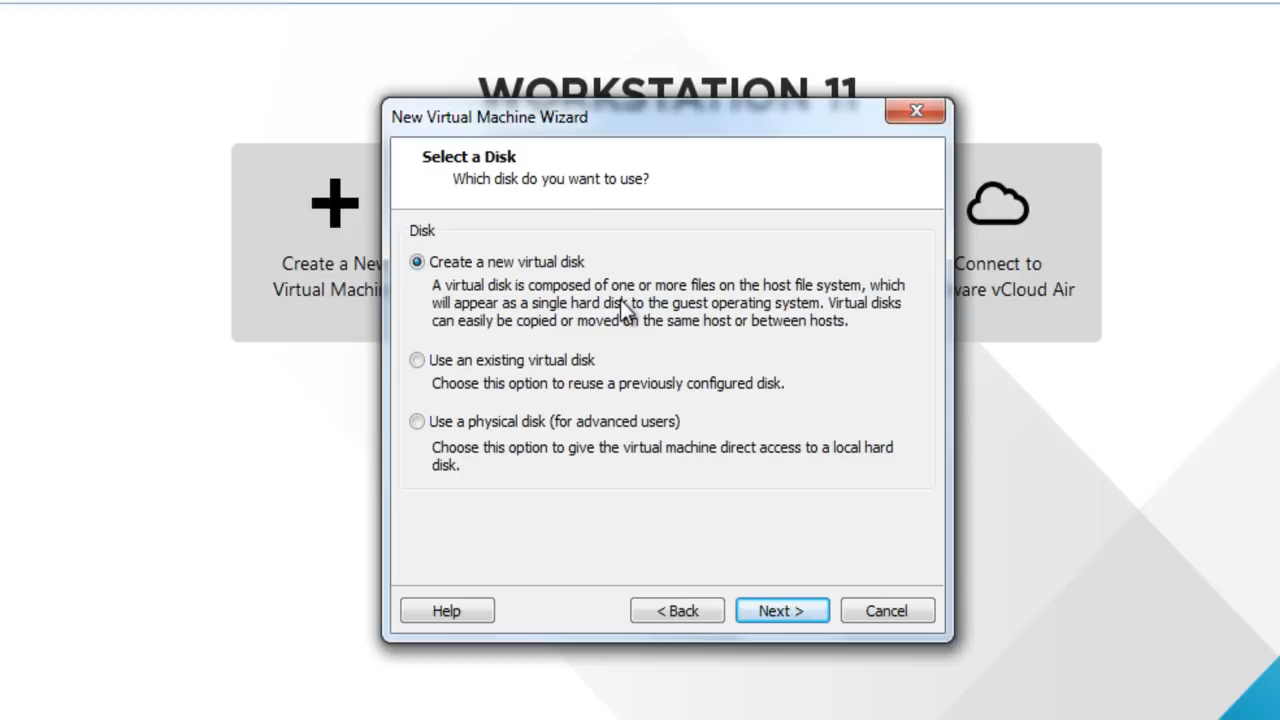 WORKSTATION 11
New Virtual Machine Wizard
Select a Disk
Which disk do you want to use?
Disk
Create a New
Virtual Machin
Create a new virtual disk
A virtual disk is composed of one or more files on the host file system, which
will appear as a single hard disk to the guest operating system. Virtual disks
can easily be copied or moved on the same host or between hosts.
Use an existing virtual disk
Choose this option to reuse a previously configured disk.
Use a physical disk (for advanced users)
Choose this option to give the virtual machine direct access to a local hard
disk.
Connect to
ware vCloud Air
Help
< Back
Next >
Cancel